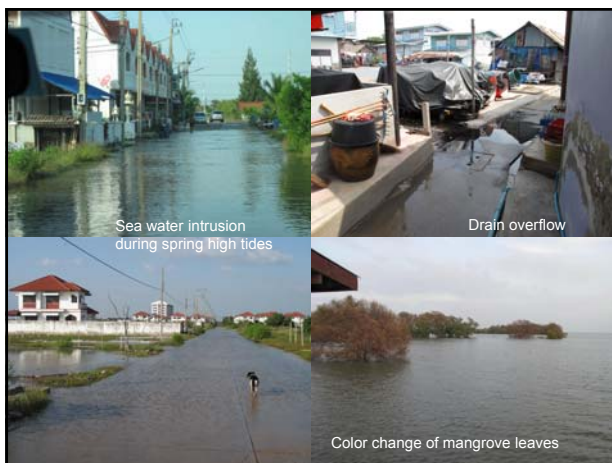 Sea water intrusion
during spring high tides
Drain overflow
Color change of mangrove leaves